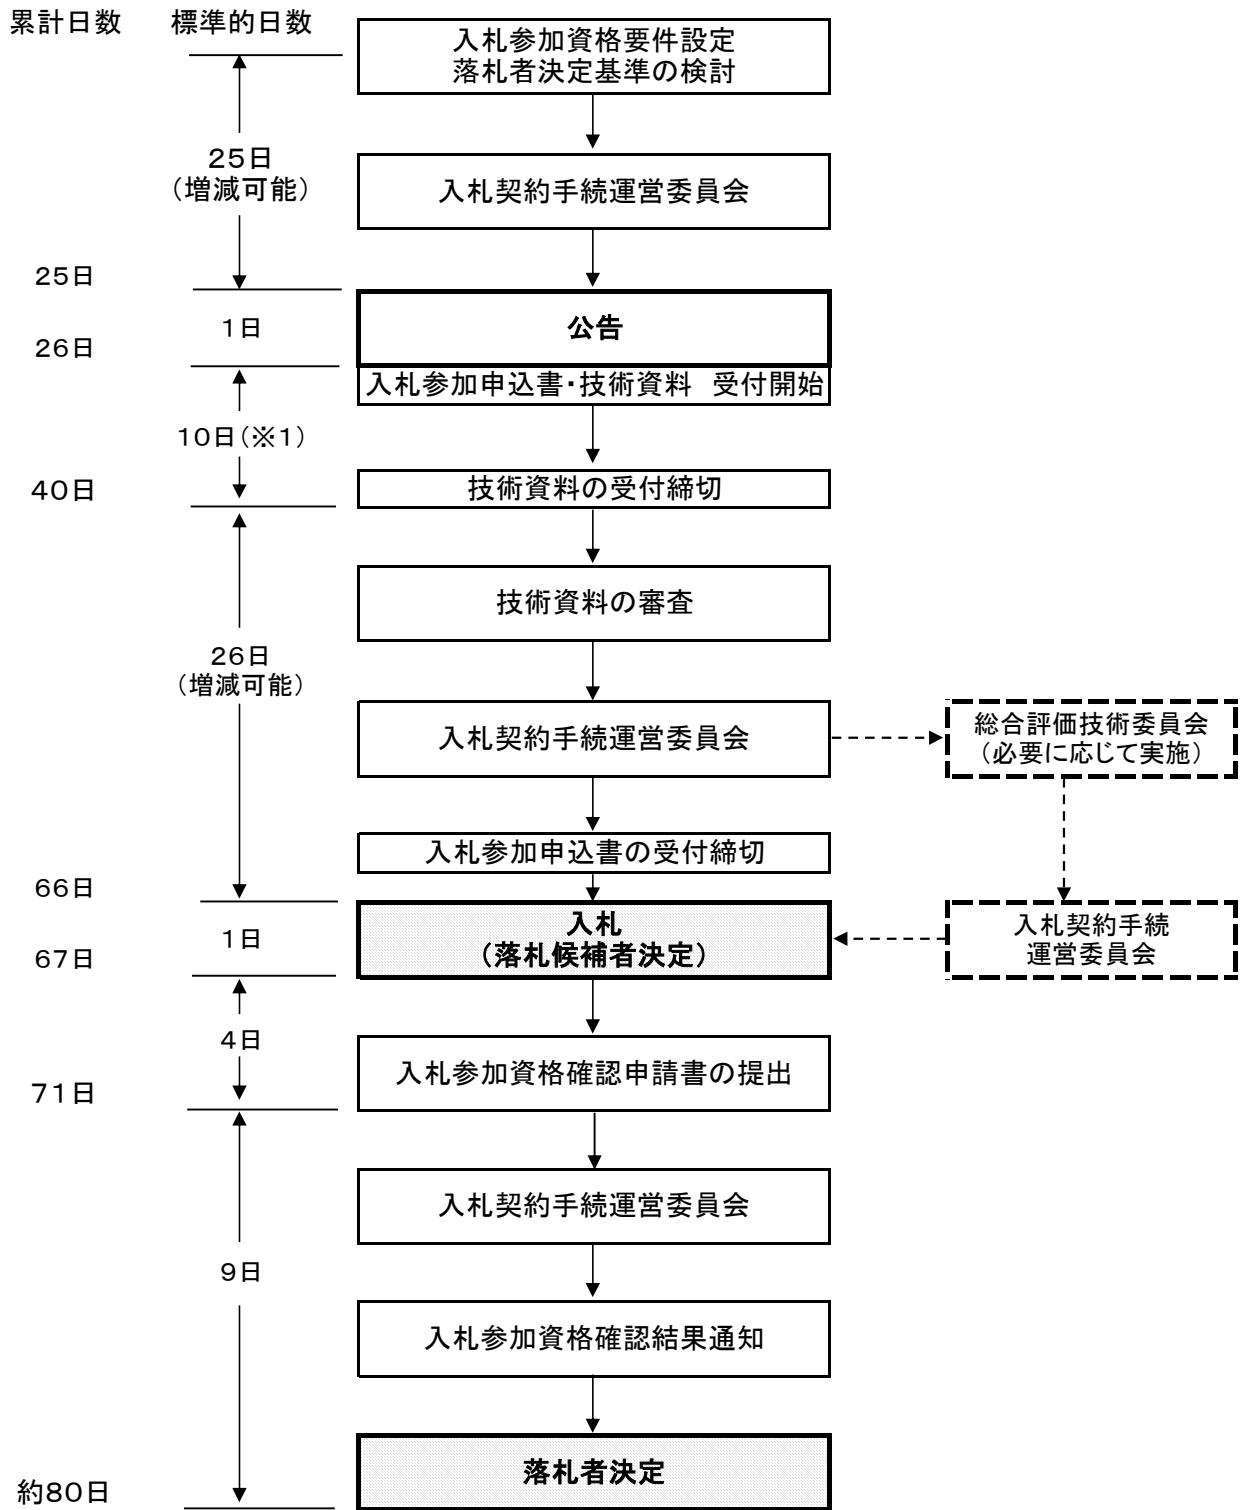 累計日数
標準的日数
入札参加資格要件設定
落札者決定基準の検討
25日
（増減可能）
入札契約手続運営委員会
25日
1日
公告
26日
入札参加申込書・技術資料　受付開始
10日（※1）
40日
技術資料の受付締切
技術資料の審査
26日
（増減可能）
入札契約手続運営委員会
総合評価技術委員会
（必要に応じて実施）
入札参加申込書の受付締切
66日
1日
入札
（落札候補者決定）
入札契約手続
運営委員会
67日
4日
入札参加資格確認申請書の提出
71日
入札契約手続運営委員会
9日
入札参加資格確認結果通知
落札者決定
約80日